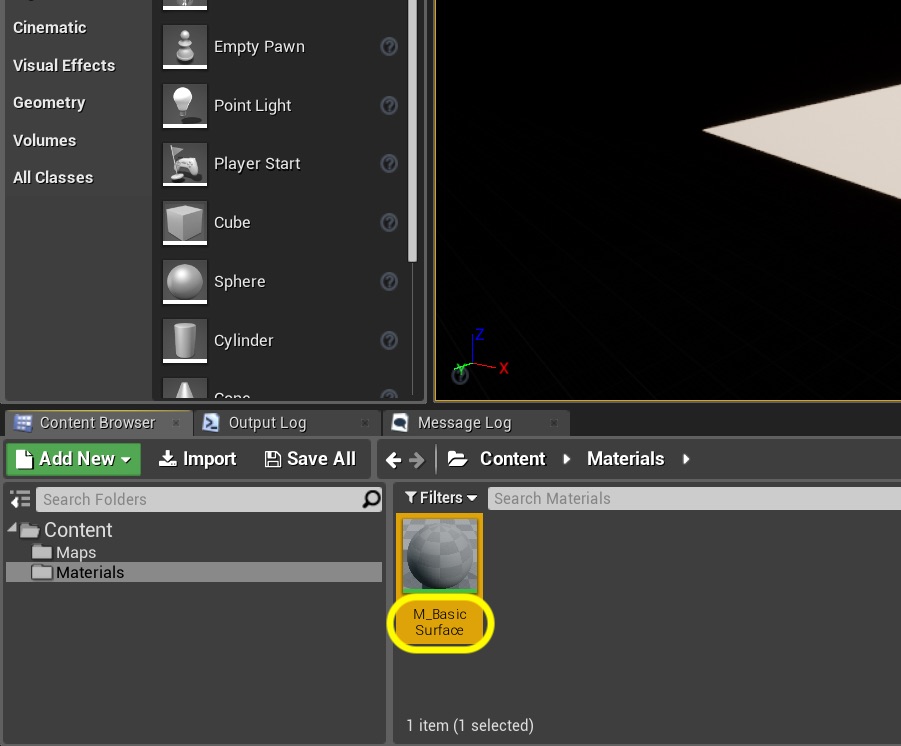 Cinematic
Visual Effects
Geometry
Volumes
All Classes
Empty Pawn
Point Light
Player Start
Cube
Sphere
Cylinder
Cone
Z
X
Y
Content Browser
Output Log
Message Log
Add New
Import
Save All
Content
Materials
Search Folders
Content
Maps
Materials
Filters
Search Materials
M_Basic
Surface
1 item (1 selected)